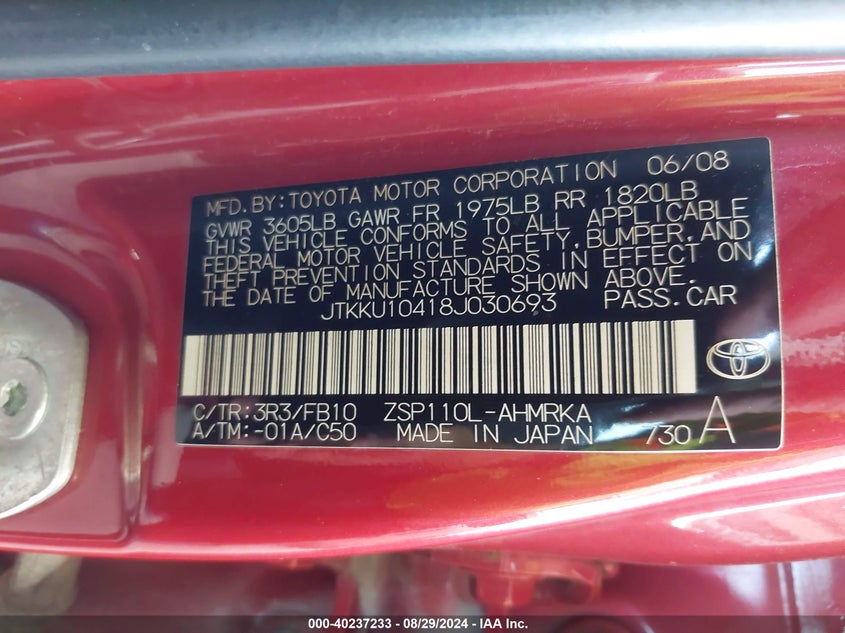 MFD. BY: TOYOTA MOTOR CORPORATION 06/08
GVWR 3605LB GAWR FR 1975LB RR 1820LB
THIS VEHICLE CONFORMS TO ALL APPLICABLE
FEDERAL MOTOR VEHICLE SAFETY, BUMPER, AND
THEFT PREVENTION STANDARDS IN EFFECT ON
THE DATE OF MANUFACTURE SHOWN ABOVE.
JTKKU10418J030693 PASS. CAR
C/TR: 3R3/FB10 ZSP110L-AHMRKA
A/TM: -01A/C50 MADE IN JAPAN /730 A
000-40237233 - 08/29/2024 - IAA Inc.